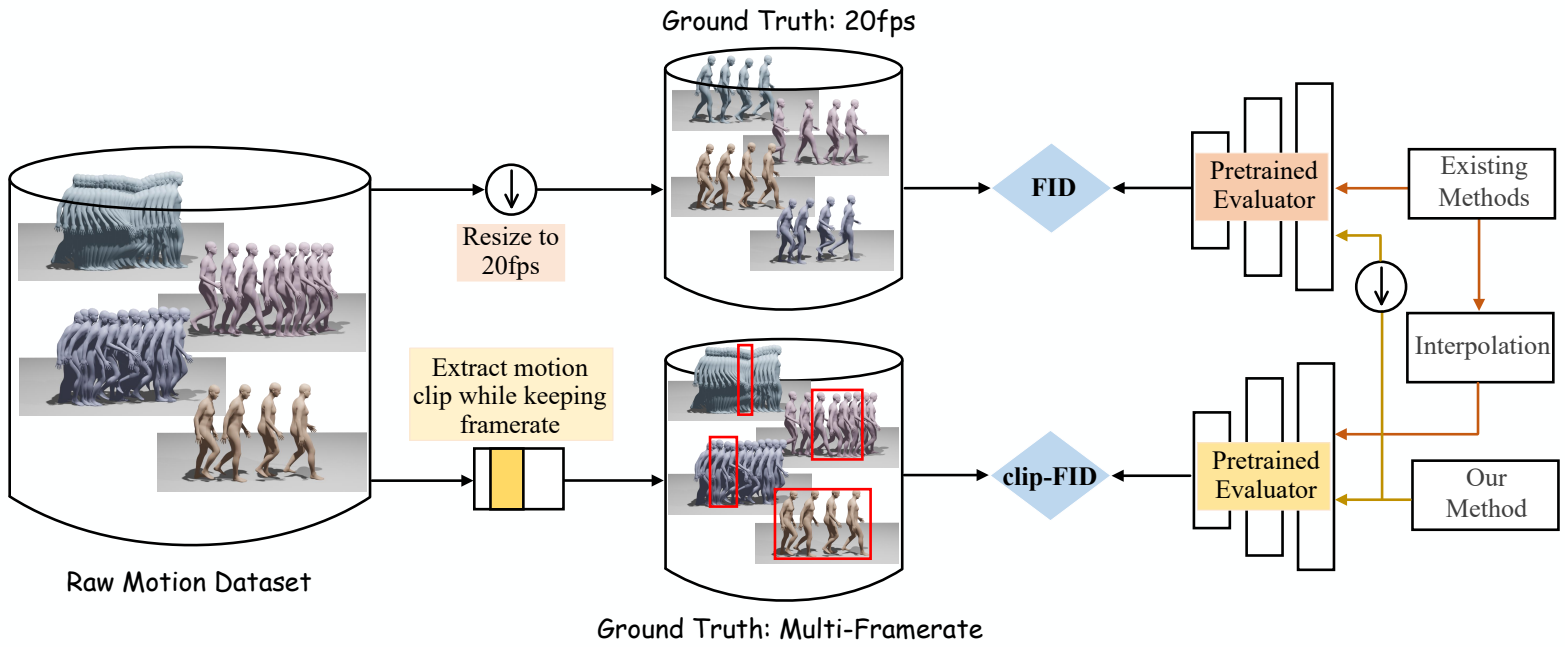 Ground Truth: 20fps
Resize to
20fps
FID
Pretrained
Evaluator
Existing
Methods
Interpolation
Extract motion
clip while keeping
framerate
clip-FID
Pretrained
Evaluator
Our
Method
Raw Motion Dataset
Ground Truth: Multi-Framerate